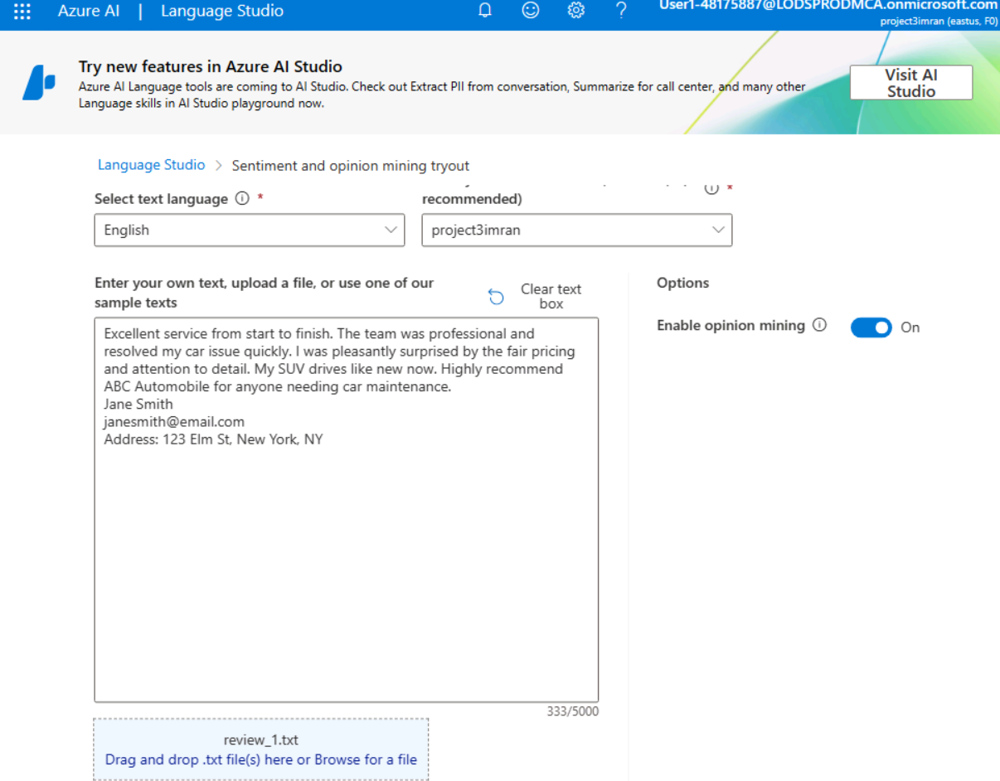 Azure AI | Language Studio
User1-48175887@LODSPRODMCA.onmicrosoft.com
project3imran (eastus, F0)
Try new features in Azure AI Studio
Azure AI Language tools are coming to AI Studio. Check out Extract PII from conversation, Summarize for call center, and many other
Language skills in AI Studio playground now.
Visit AI
Studio
Language Studio > Sentiment and opinion mining tryout
Select text language *
recommended) *
English
project3imran
Enter your own text, upload a file, or use one of our
sample texts
Clear text
box
Excellent service from start to finish. The team was professional and
resolved my car issue quickly. I was pleasantly surprised by the fair pricing
and attention to detail. My SUV drives like new now. Highly recommend
ABC Automobile for anyone needing car maintenance.
Jane Smith
janesmith@email.com
Address: 123 Elm St, New York, NY
333/5000
review_1.txt
Drag and drop .txt file(s) here or Browse for a file
Options
Enable opinion mining
On